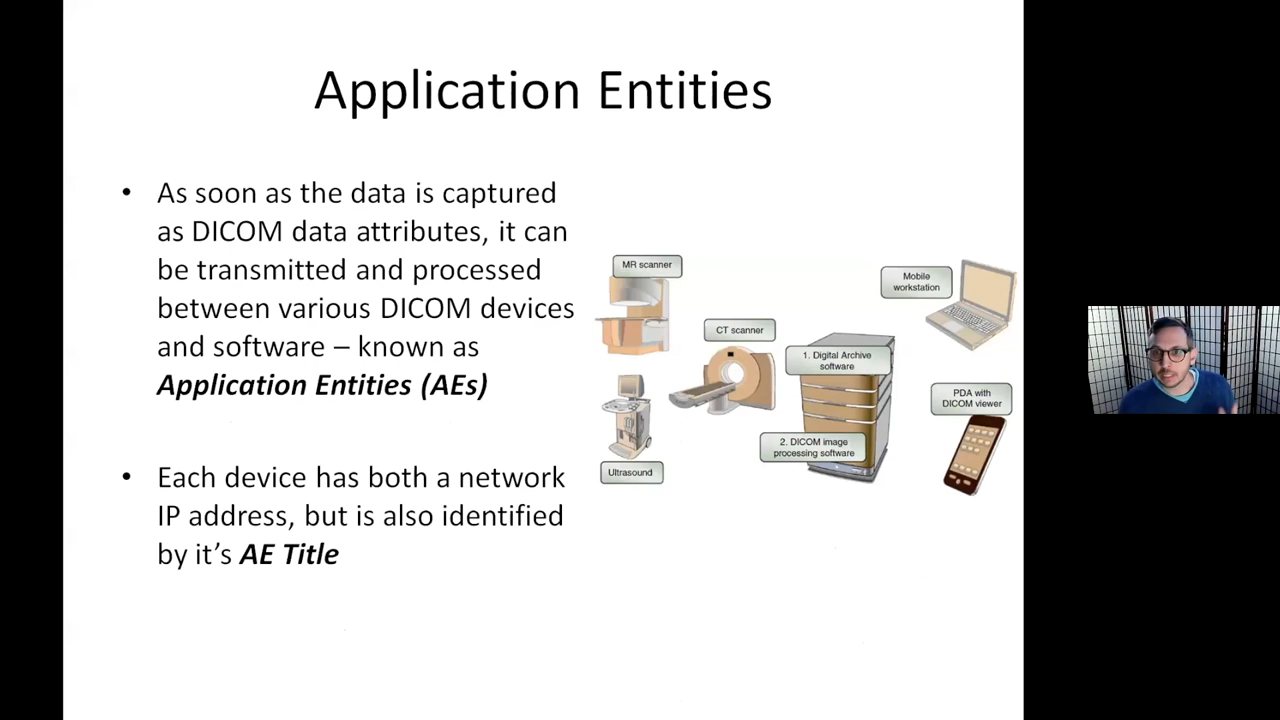 Application Entities
• As soon as the data is captured
as DICOM data attributes, it can
be transmitted and processed
between various DICOM devices
and software – known as
Application Entities (AEs)
• Each device has both a network
IP address, but is also identified
by it’s AE Title
MR scanner
CT scanner
Ultrasound
1. Digital Archive
software
2. DICOM image
processing software
Mobile
workstation
PDA with
DICOM viewer